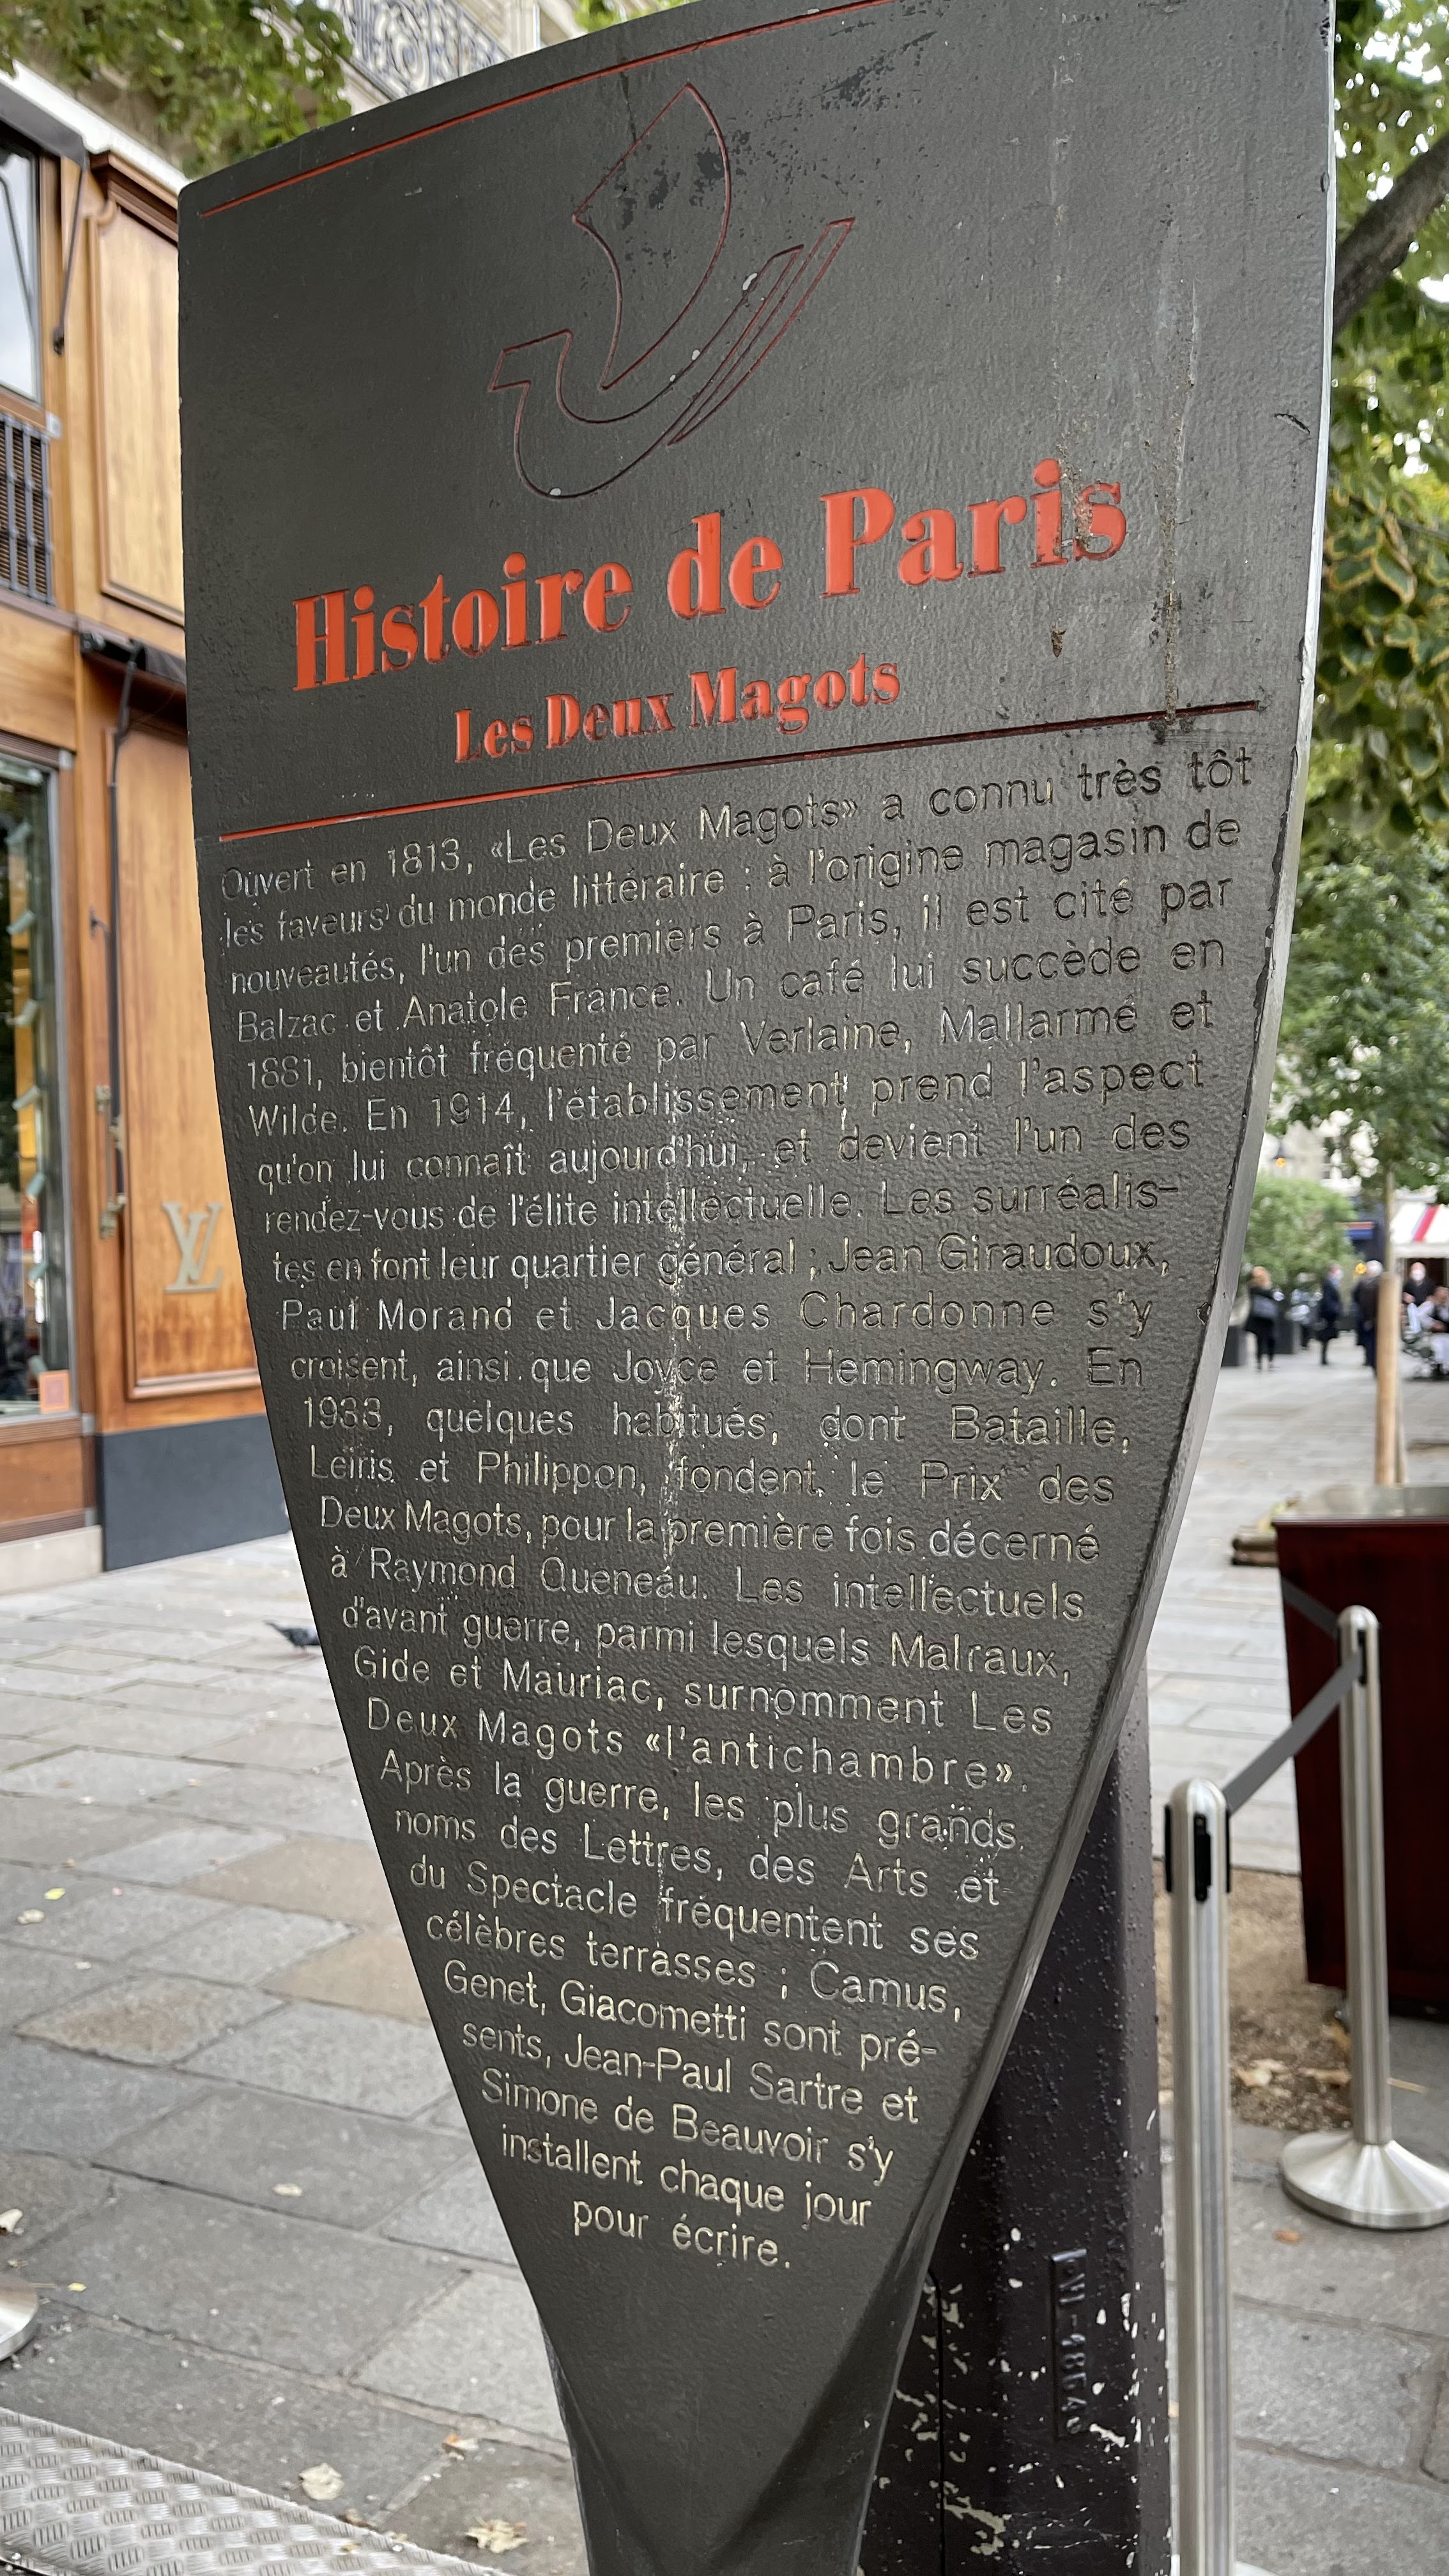 Histoire de Paris
Les Deux Magots
Ouvert en 1813, «Les Deux Magots» a connu très tôt
les faveurs du monde littéraire : à l'origine magasin de
nouveautés, l'un des premiers à Paris, il est cité par
Balzac et Anatole France. Un café lui succède en
1881, bientôt fréquenté par Verlaine, Mallarmé et
Wilde. En 1914, l'établissement prend l'aspect
qu'on lui connaît aujourd'hui, et devient l'un des
rendez-vous de l'élite intellectuelle. Les surréalis-
tes en font leur quartier général ; Jean Giraudoux,
Paul Morand et Jacques Chardonne s'y
croisent, ainsi que Joyce et Hemingway. En
1933, quelques habitués, dont Bataille,
Leiris et Philippon, fondent le Prix des
Deux Magots, pour la première fois décerné
à Raymond Queneau. Les intellectuels
d'avant guerre, parmi lesquels Malraux,
Gide et Mauriac, surnomment Les
Deux Magots «l'antichambre».
Après la guerre, les plus grands
noms des Lettres, des Arts et
du Spectacle fréquentent ses
célèbres terrasses ; Camus,
Genet, Giacometti sont pré-
sents, Jean-Paul Sartre et
Simone de Beauvoir s'y
installent chaque jour
pour écrire.
LV